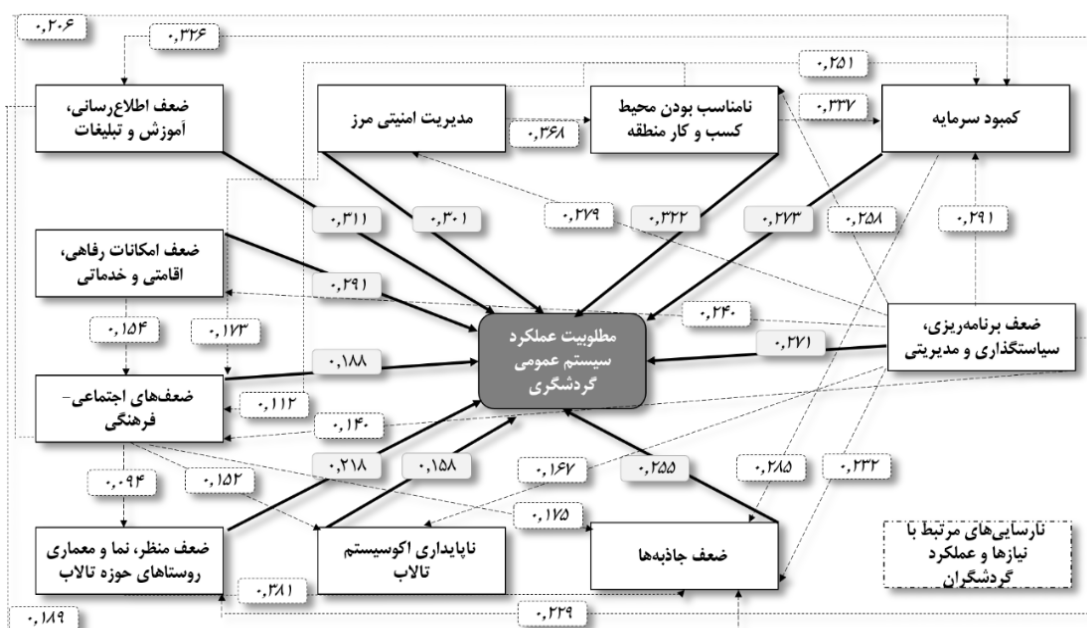 ۰٫۲۰۶
۰٫۳۲۶
۰٫۲۵۱
ضعف اطلاع‌رسانی،
آموزش و تبلیغات
مدیریت امنیتی مرز
۰٫۳۶۸
نامناسب بودن محیط
کسب و کار منطقه
۰٫۳۳۷
کمبود سرمایه
۰٫۳۱۱
۰٫۳۰۱
۰٫۳۲۲
۰٫۲۷۳
۰٫۲۷۹
۰٫۲۵۸
۰٫۲۹۱
ضعف امکانات رفاهی،
اقامتی و خدماتی
۰٫۲۹۱
۰٫۲۴۰
۰٫۱۵۴
۰٫۱۷۳
مطلوبیت عملکرد
سیستم عمومی
گردشگری
ضعف برنامه‌ریزی،
سیاستگذاری و مدیریتی
۰٫۲۷۱
۰٫۱۸۸
ضعف‌های اجتماعی-
فرهنگی
۰٫۱۱۲
۰٫۱۴۰
۰٫۲۱۸
۰٫۱۵۸
۰٫۱۶۷
۰٫۲۵۵
۰٫۲۸۵
۰٫۲۳۲
۰٫۰۹۴
۰٫۱۵۲
۰٫۱۷۵
ضعف منظر، نما و معماری
روستاهای حوزه تالاب
ناپایداری اکوسیستم
تالاب
ضعف جاذبه‌ها
نارسایی‌های مرتبط با
نیازها و عملکرد
گردشگران
۰٫۳۸۱
۰٫۱۸۹
۰٫۲۲۹